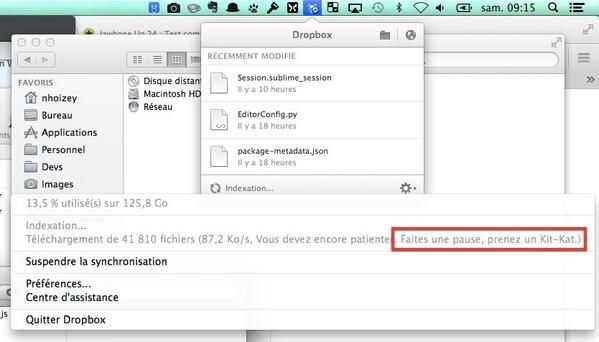 sam. 09:15
Jawbone Up 24 : Test com
Dropbox
RÉCEMMENT MODIFIÉ
FAVORIS
nhoizey
Bureau
Applications
Personnel
Devs
Images
Disque distant
Macintosh HD
Réseau
Session.sublime_session
Il y a 10 heures
EditorConfig.py
Il y a 18 heures
package-metadata.json
Il y a 18 heures
Indexation...
13,5 % utilisé(s) sur 125,8 Go
Indexation...
Téléchargement de 41 810 fichiers (87,2 Ko/s, Vous devez encore patiente. Faites une pause, prenez un Kit-Kat.)
Suspendre la synchronisation
Préférences...
Centre d'assistance
Quitter Dropbox